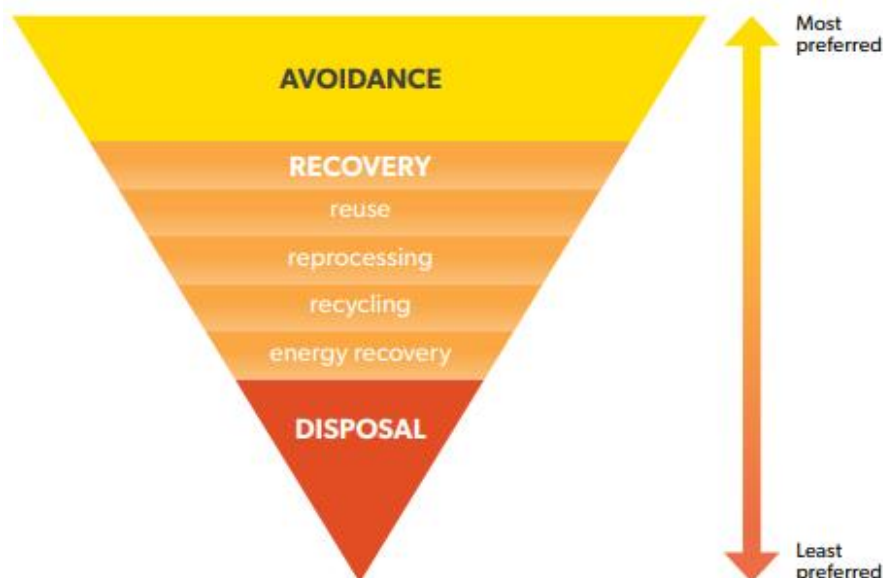 Most
preferred
AVOIDANCE
RECOVERY
reuse
reprocessing
recycling
energy recovery
DISPOSAL
Least
preferred